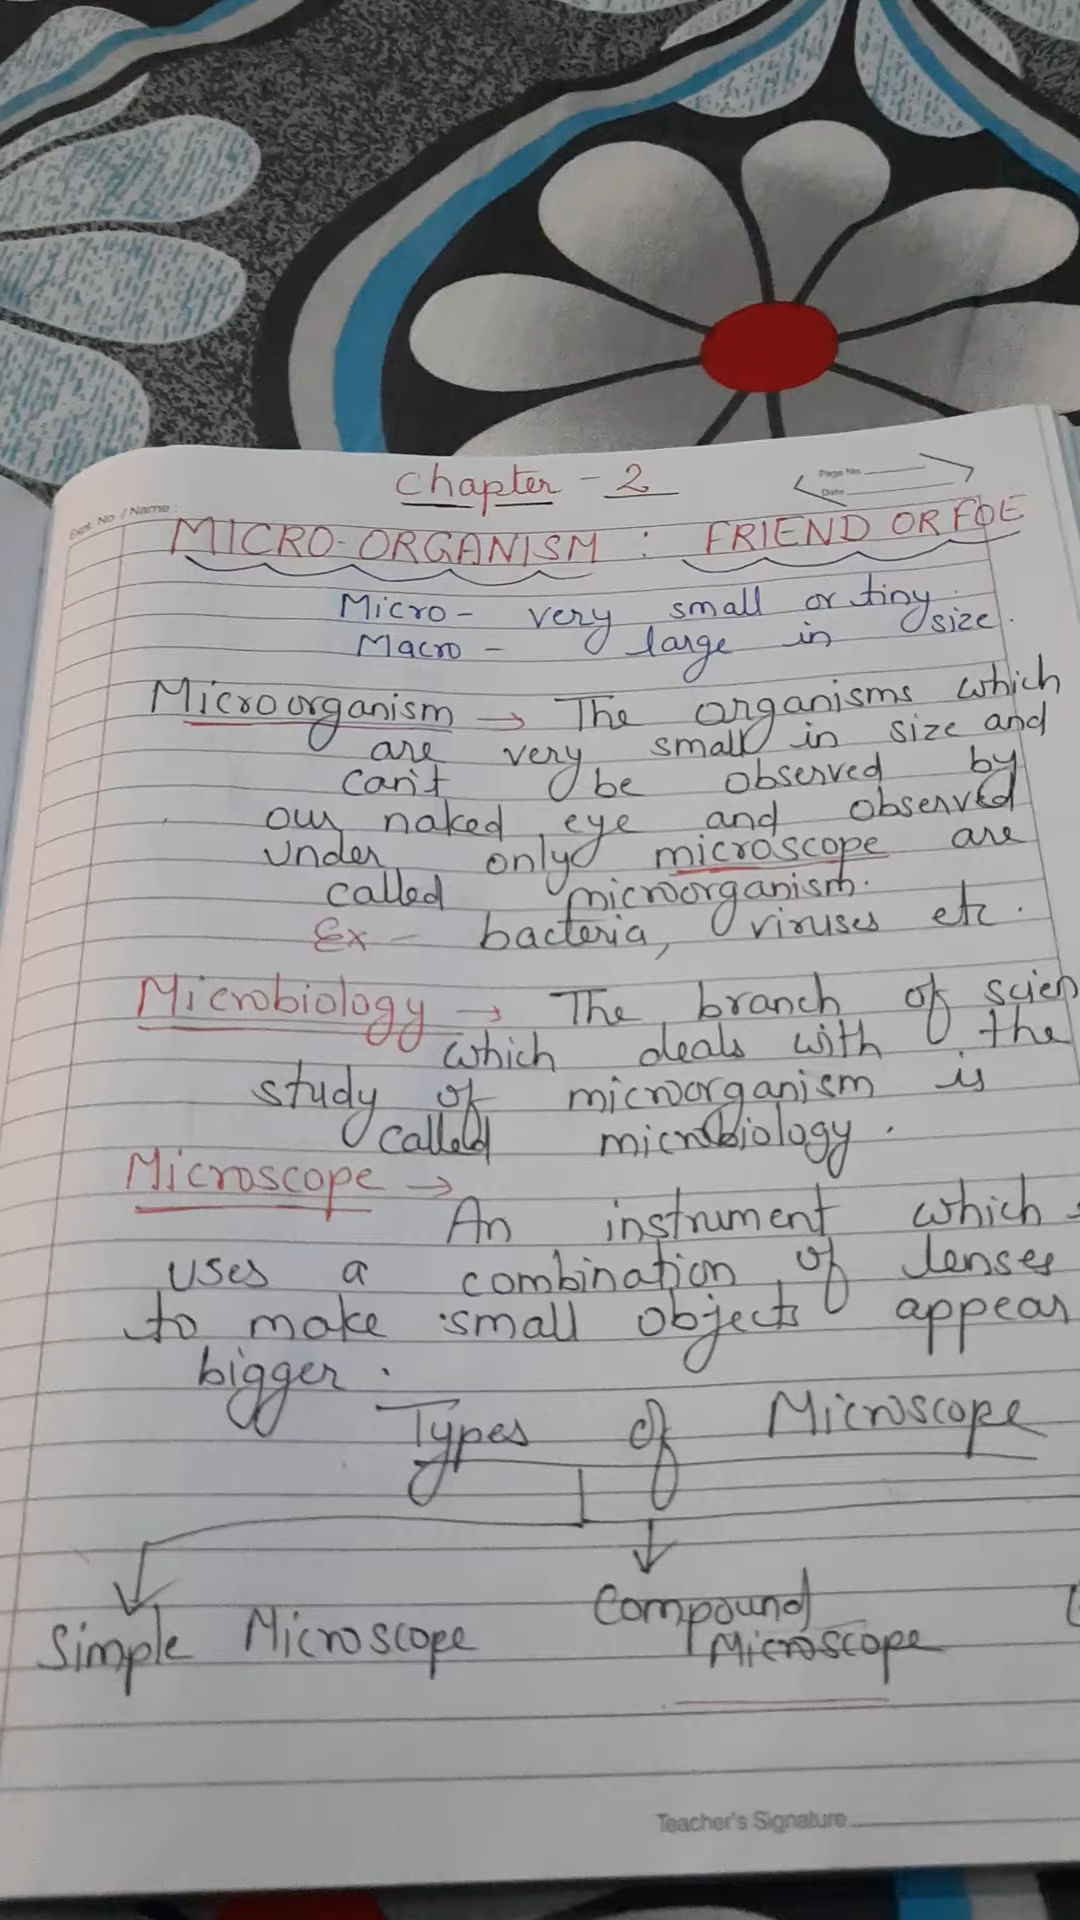 Chapter - 2
Page No.
Date
Expt. No. / Name :
MICRO-ORGANISM : FRIEND OR FOE
Micro - very small or tiny.
Macro - large in size.
Microorganism → The organisms which
are very small in size and
can't be observed by
our naked eye and observed
under only microscope are
called microorganism.
Ex - bacteria, viruses etc.
Microbiology → The branch of scien
which deals with the
study of microorganism is
called microbiology.
Microscope →
An instrument which
uses a combination of lenses
to make small objects appear
bigger.
Types of Microscope
Simple Microscope
Compound
Microscope
Teacher's Signature